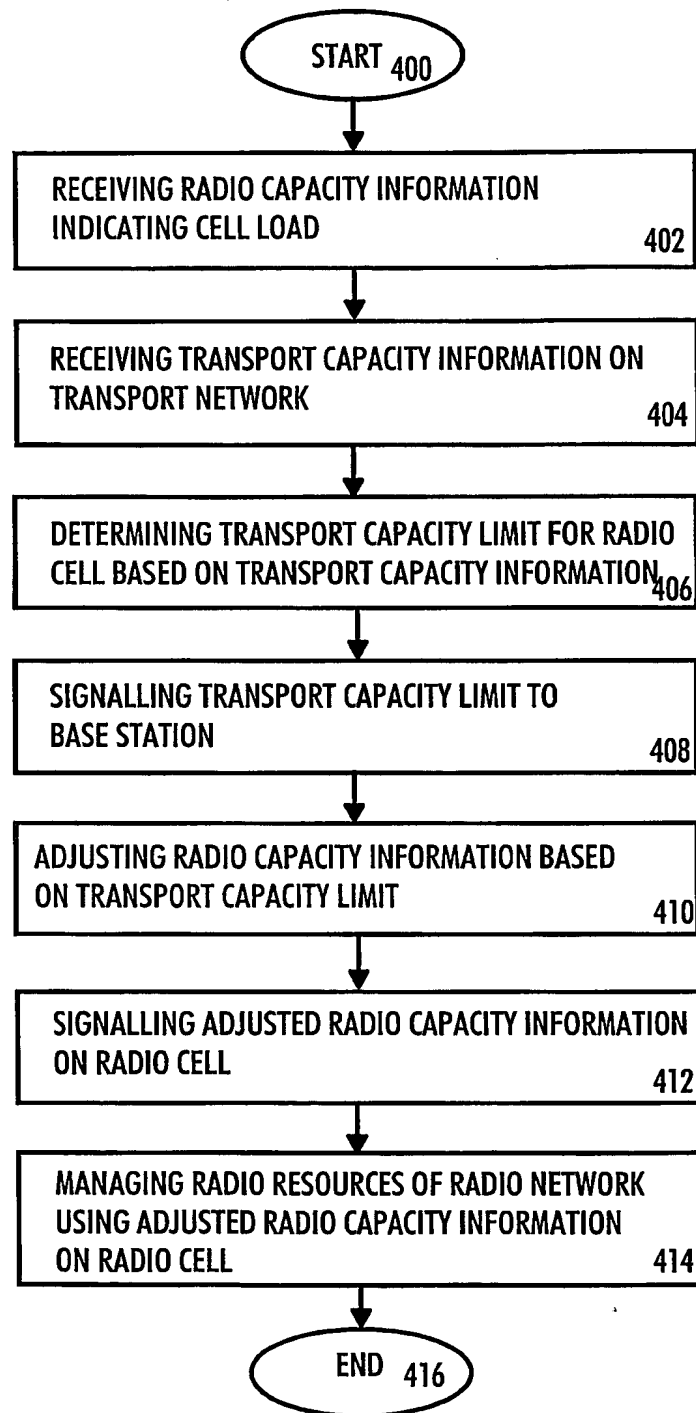 START 400
RECEIVING RADIO CAPACITY INFORMATION
INDICATING CELL LOAD
402
RECEIVING TRANSPORT CAPACITY INFORMATION ON
TRANSPORT NETWORK
404
DETERMINING TRANSPORT CAPACITY LIMIT FOR RADIO
CELL BASED ON TRANSPORT CAPACITY INFORMATION
406
SIGNALLING TRANSPORT CAPACITY LIMIT TO
BASE STATION
408
ADJUSTING RADIO CAPACITY INFORMATION BASED
ON TRANSPORT CAPACITY LIMIT
410
SIGNALLING ADJUSTED RADIO CAPACITY INFORMATION
ON RADIO CELL
412
MANAGING RADIO RESOURCES OF RADIO NETWORK
USING ADJUSTED RADIO CAPACITY INFORMATION
ON RADIO CELL
414
END 416